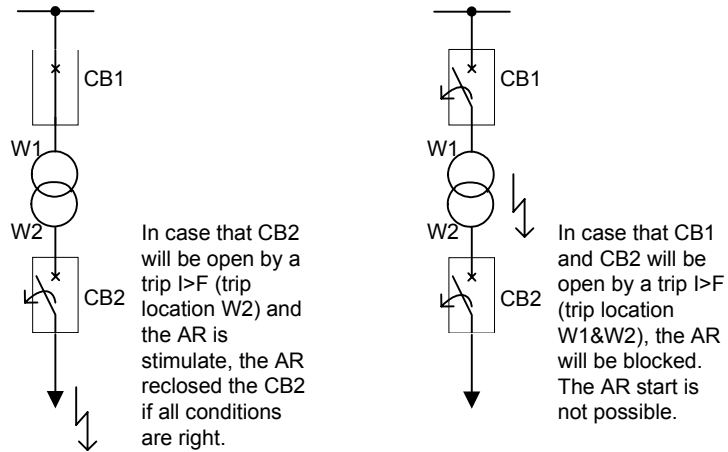 CB1
W1
W2
CB2
In case that CB2
will be open by a
trip I>F (trip
location W2) and
the AR is
stimulate, the AR
reclosed the CB2
if all conditions
are right.
CB1
W1
W2
CB2
In case that CB1
and CB2 will be
open by a trip I>F
(trip location
W1&W2), the AR
will be blocked.
The AR start is
not possible.